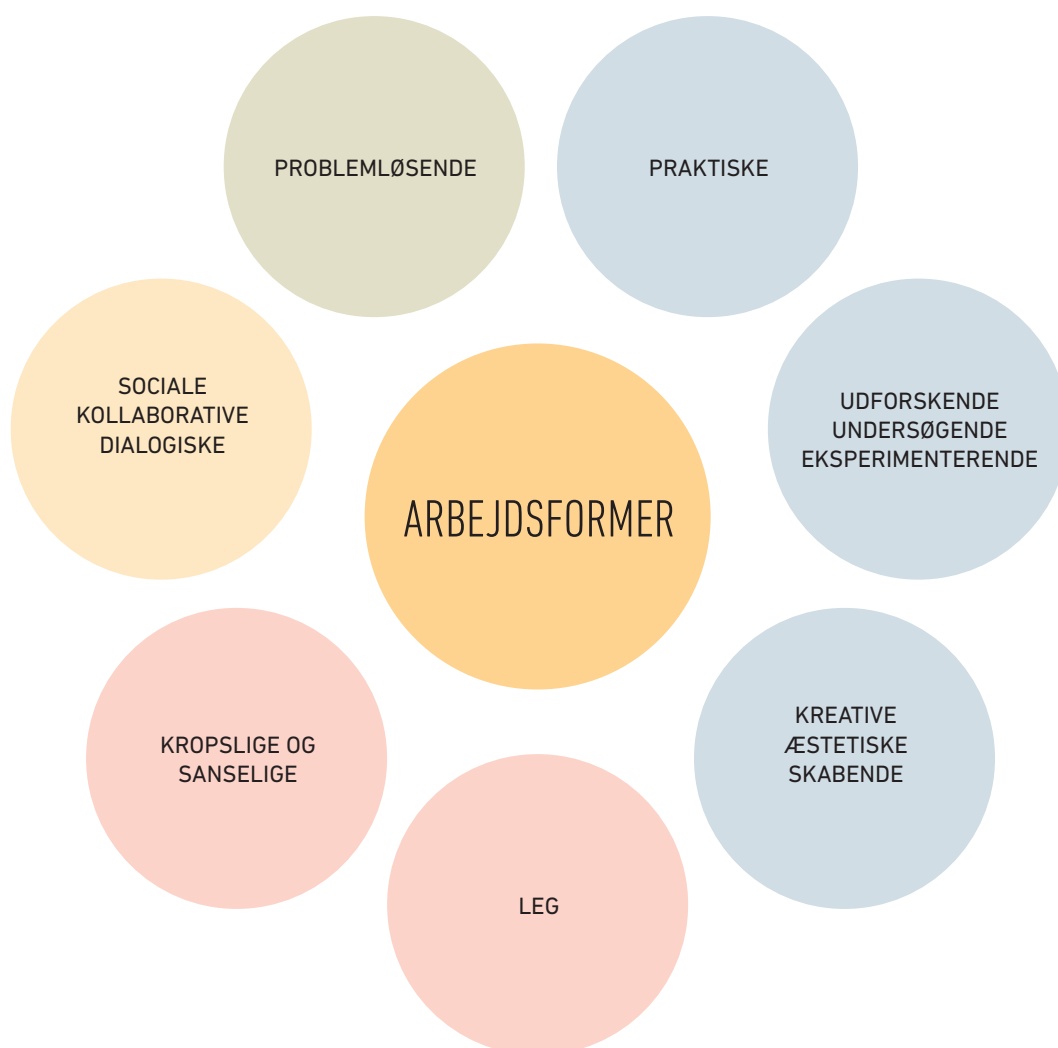 PROBLEMLØSENDE
PRAKTISKE
SOCIALE
KOLLABORATIVE
DIALOGISKE
UDFORSKENDE
UNDERSØGENDE
EKSPERIMENTERENDE
ARBEJDSFORMER
KROPSLIGE OG
SANSELIGE
KREATIVE
ÆSTETISKE
SKABENDE
LEG